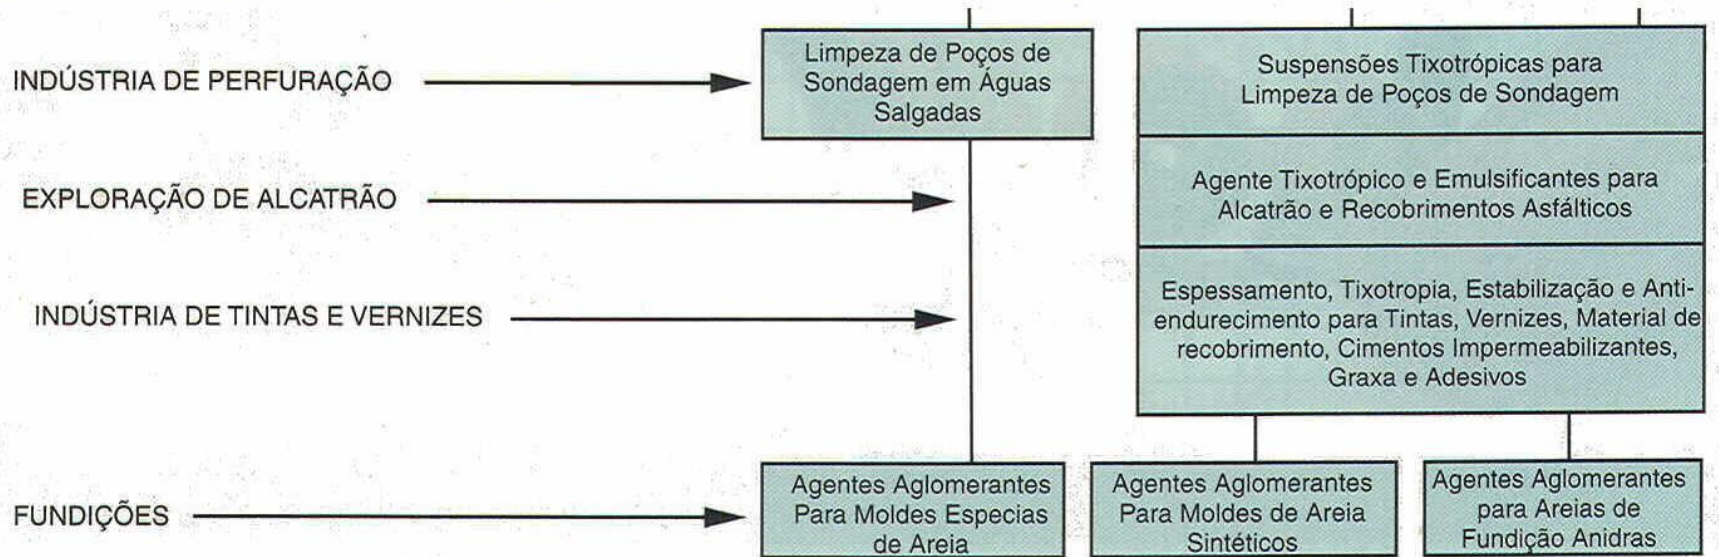 INDÚSTRIA DE PERFURAÇÃO
Limpeza de Poços de
Sondagem em Águas
Salgadas
Suspensões Tixotrópicas para
Limpeza de Poços de Sondagem
EXPLORAÇÃO DE ALCATRÃO
Agente Tixotrópico e Emulsificantes para
Alcatrão e Recobrimentos Asfálticos
INDÚSTRIA DE TINTAS E VERNIZES
Espessamento, Tixotropia, Estabilização e Anti-
endurecimento para Tintas, Vernizes, Material de
recobrimento, Cimentos Impermeabilizantes,
Graxa e Adesivos
FUNDIÇÕES
Agentes Aglomerantes
Para Moldes Especias
de Areia
Agentes Aglomerantes
Para Moldes de Areia
Sintéticos
Agentes Aglomerantes
para Areias de
Fundição Anidras